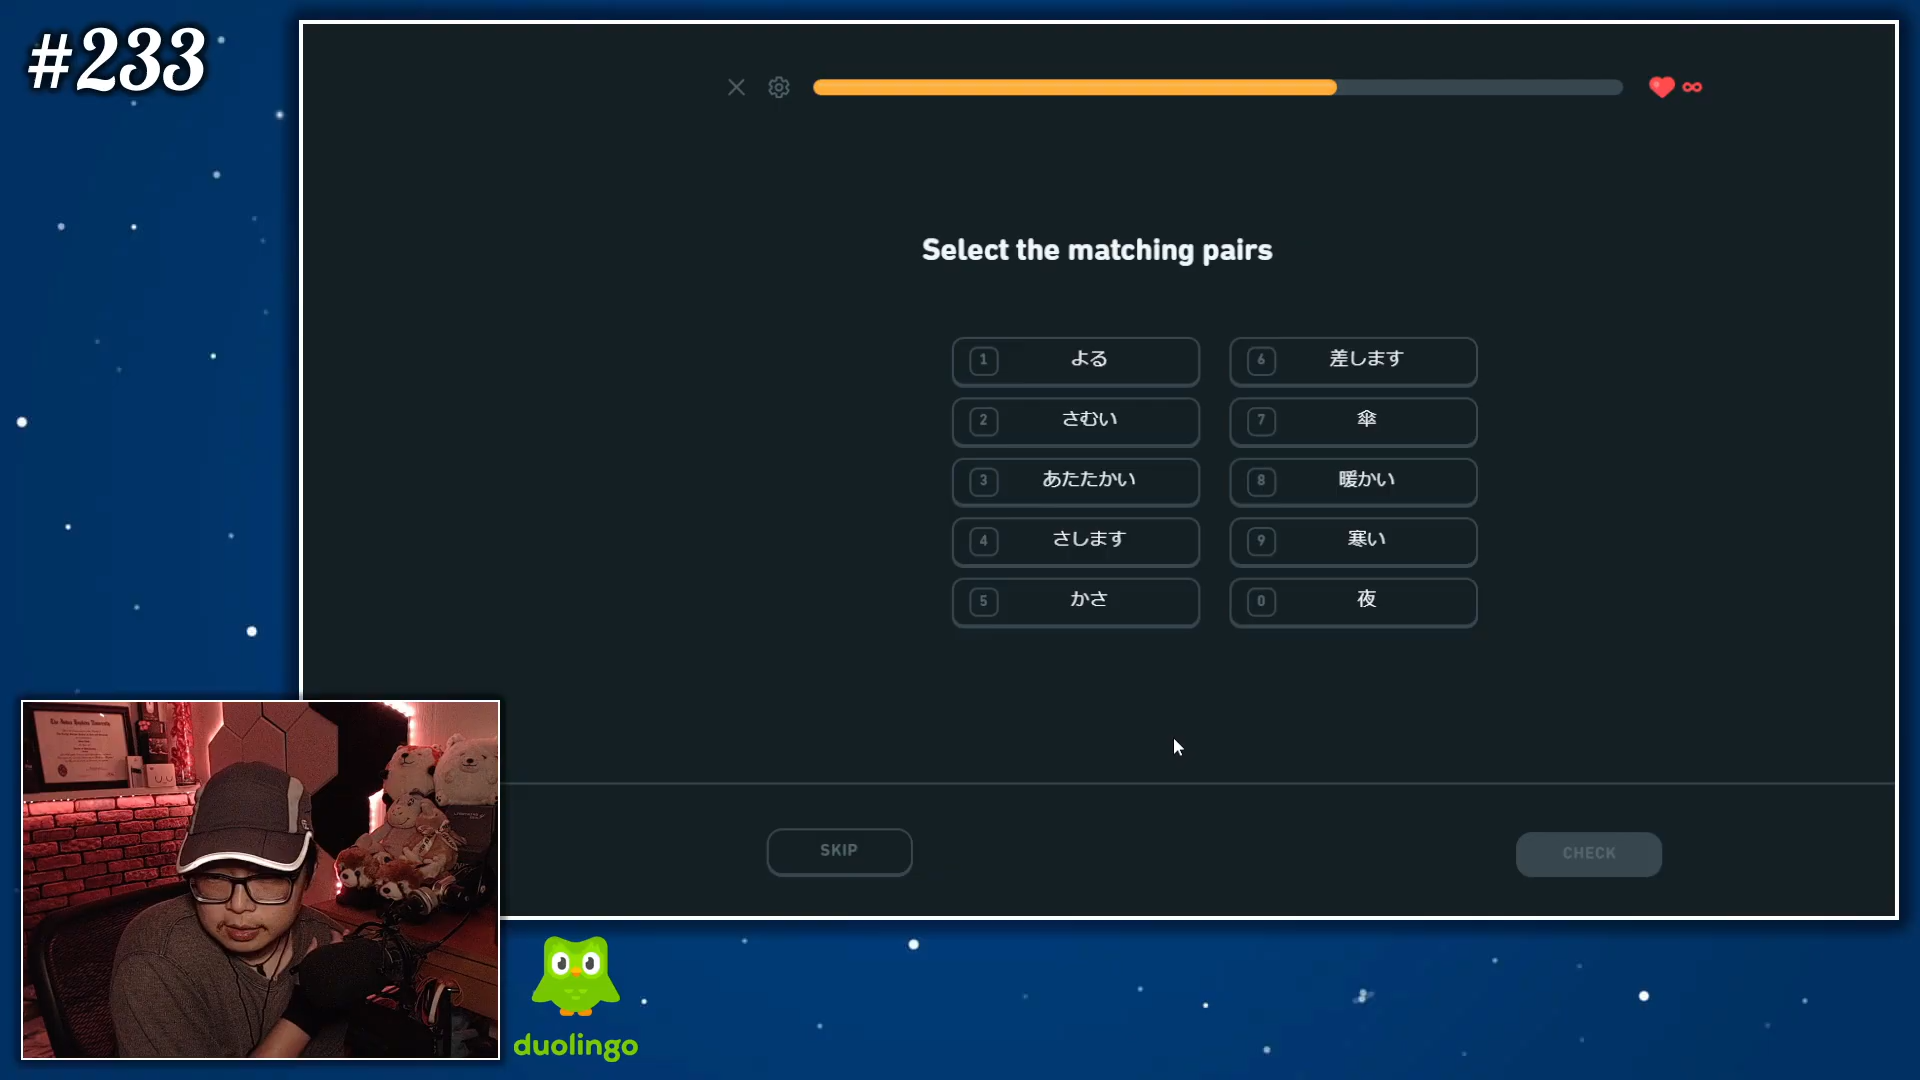 #233
∞
Select the matching pairs
1 よる
6 差します
2 さむい
7 傘
3 あたたかい
8 暖かい
4 さします
9 寒い
5 かさ
0 夜
SKIP
CHECK
duolingo